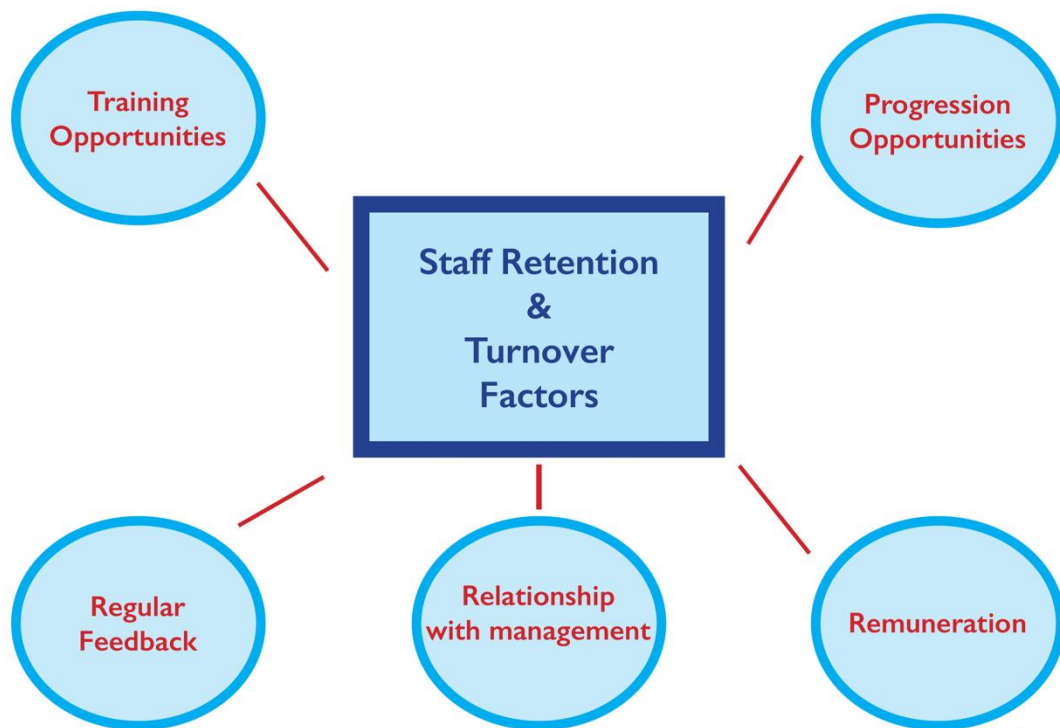 Training
Opportunities
Progression
Opportunities
Staff Retention
&
Turnover
Factors
Regular
Feedback
Relationship
with management
Remuneration